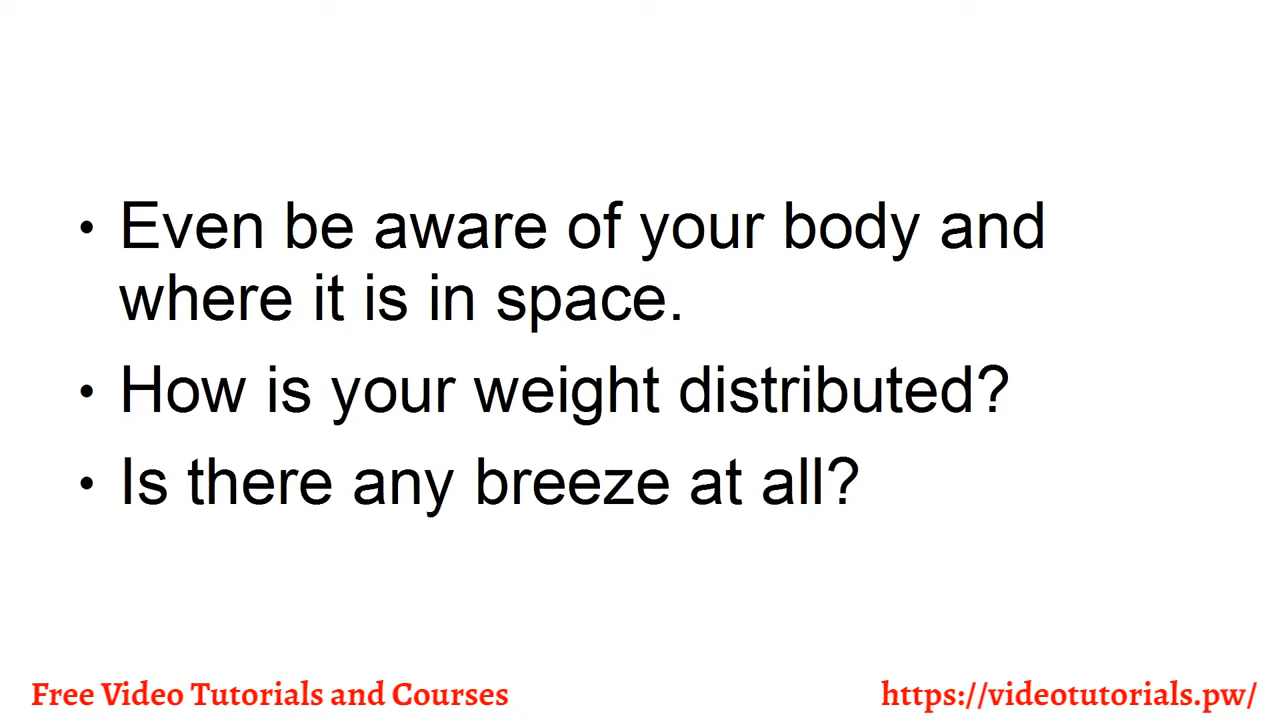 • Even be aware of your body and
where it is in space.
• How is your weight distributed?
• Is there any breeze at all?
Free Video Tutorials and Courses
https://videotutorials.pw/